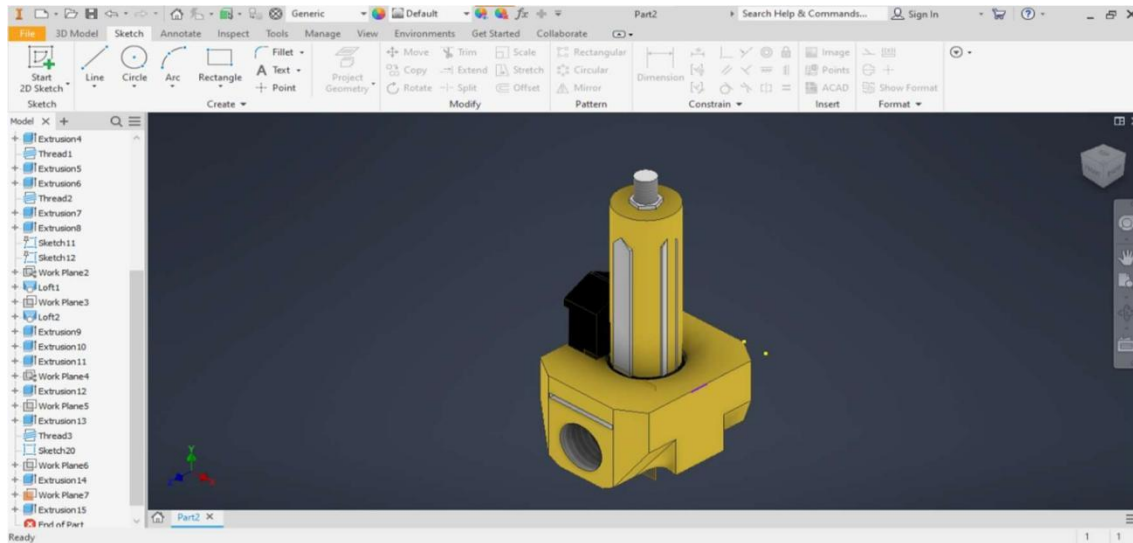 Generic Default fx Part2 Search Help & Commands... Sign In
File 3D Model Sketch Annotate Inspect Tools Manage View Environments Get Started Collaborate
Start
2D Sketch
Line
Circle
Arc
Rectangle
Fillet
Text
Point
Project
Geometry
Move Trim Scale
Copy Extend Stretch
Rotate Split Offset
Rectangular
Circular
Mirror
Dimension
Image
Points
ACAD
Show Format
Sketch Create Modify Pattern Constrain Insert Format
Model
Extrusion4
Thread1
Extrusion5
Extrusion6
Thread2
Extrusion7
Extrusion8
Sketch11
Sketch12
Work Plane2
Loft1
Work Plane3
Loft2
Extrusion9
Extrusion10
Extrusion11
Work Plane4
Extrusion12
Work Plane5
Extrusion13
Thread3
Sketch20
Work Plane6
Extrusion14
Work Plane7
Extrusion15
End of Part
Part2
Ready 1 1